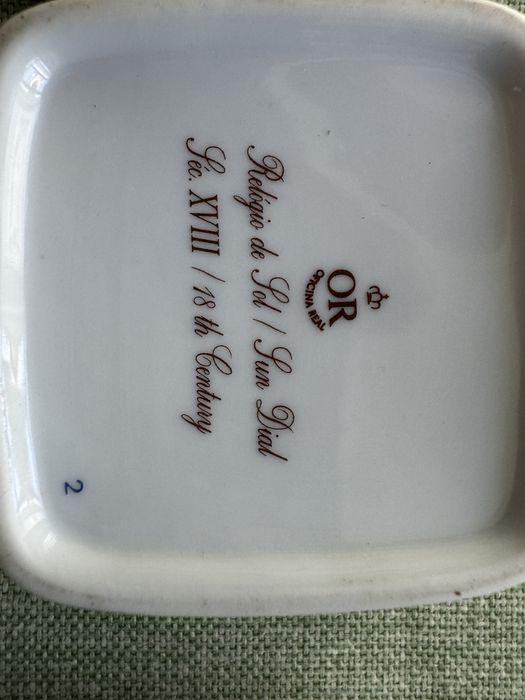 OR
OFICINA REAL
Relógio de Sol / Sun Dial
Séc. XVIII / 18 th Century
2